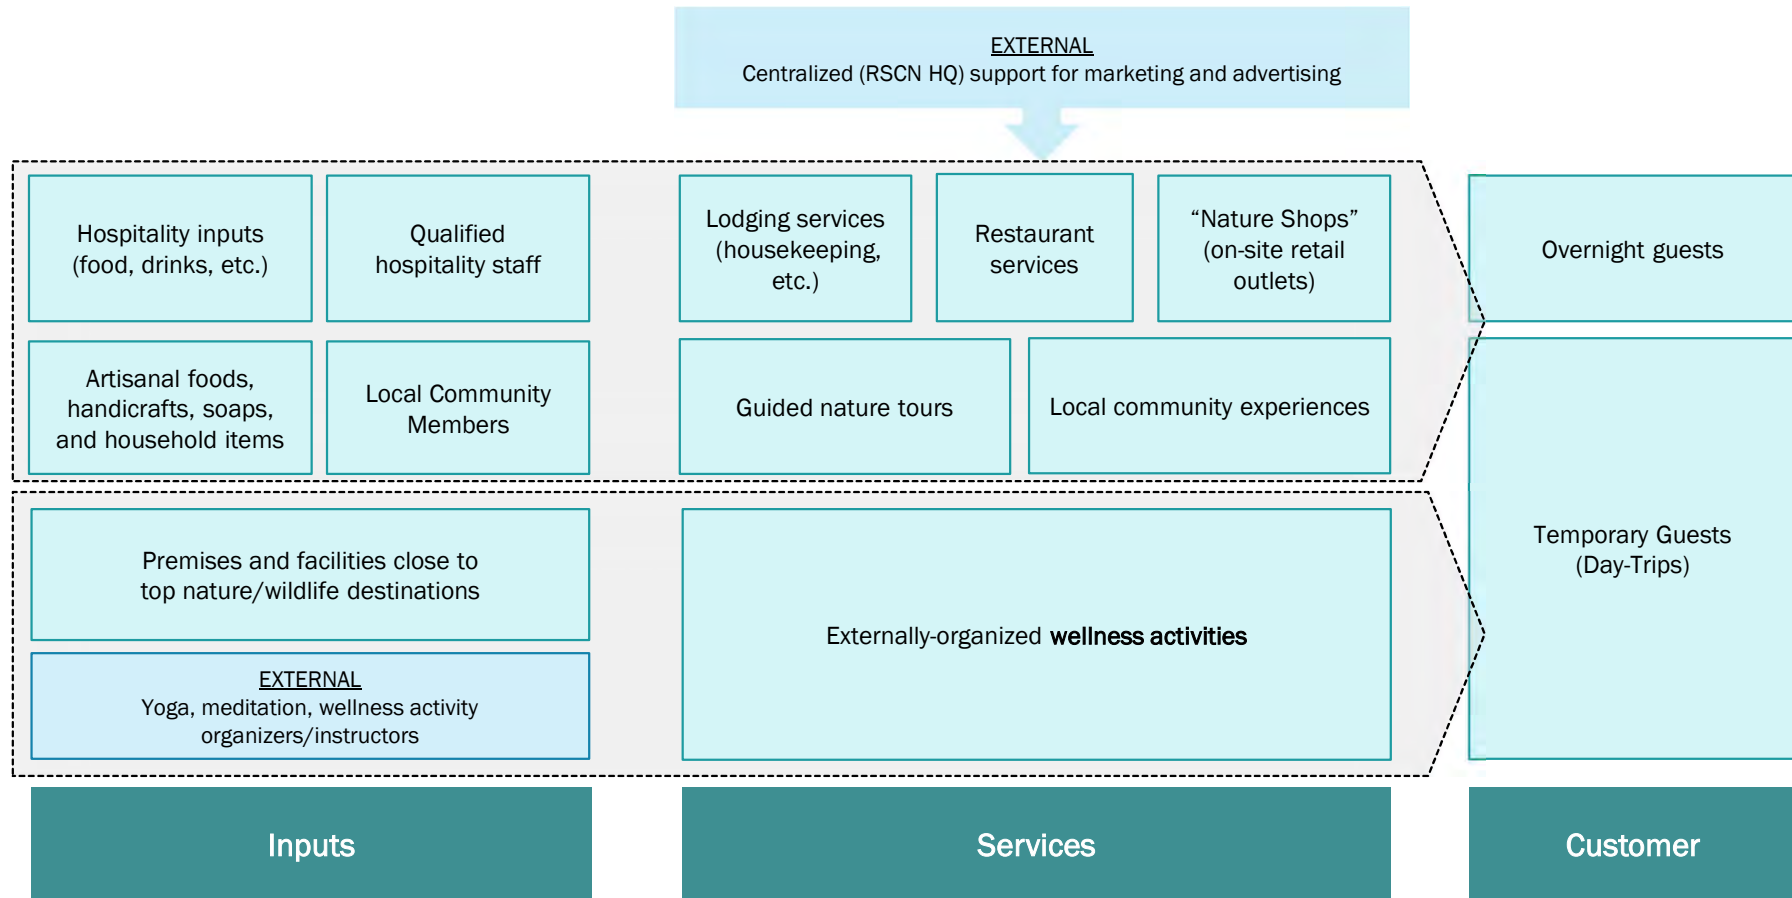 EXTERNAL
Centralized (RSCN HQ) support for marketing and advertising
Hospitality inputs
(food, drinks, etc.)
Qualified
hospitality staff
Lodging services
(housekeeping,
etc.)
Restaurant
services
“Nature Shops”
(on-site retail
outlets)
Overnight guests
Artisanal foods,
handicrafts, soaps,
and household items
Local Community
Members
Guided nature tours
Local community experiences
Premises and facilities close to
top nature/wildlife destinations
EXTERNAL
Yoga, meditation, wellness activity
organizers/instructors
Externally-organized wellness activities
Temporary Guests
(Day-Trips)
Inputs
Services
Customer